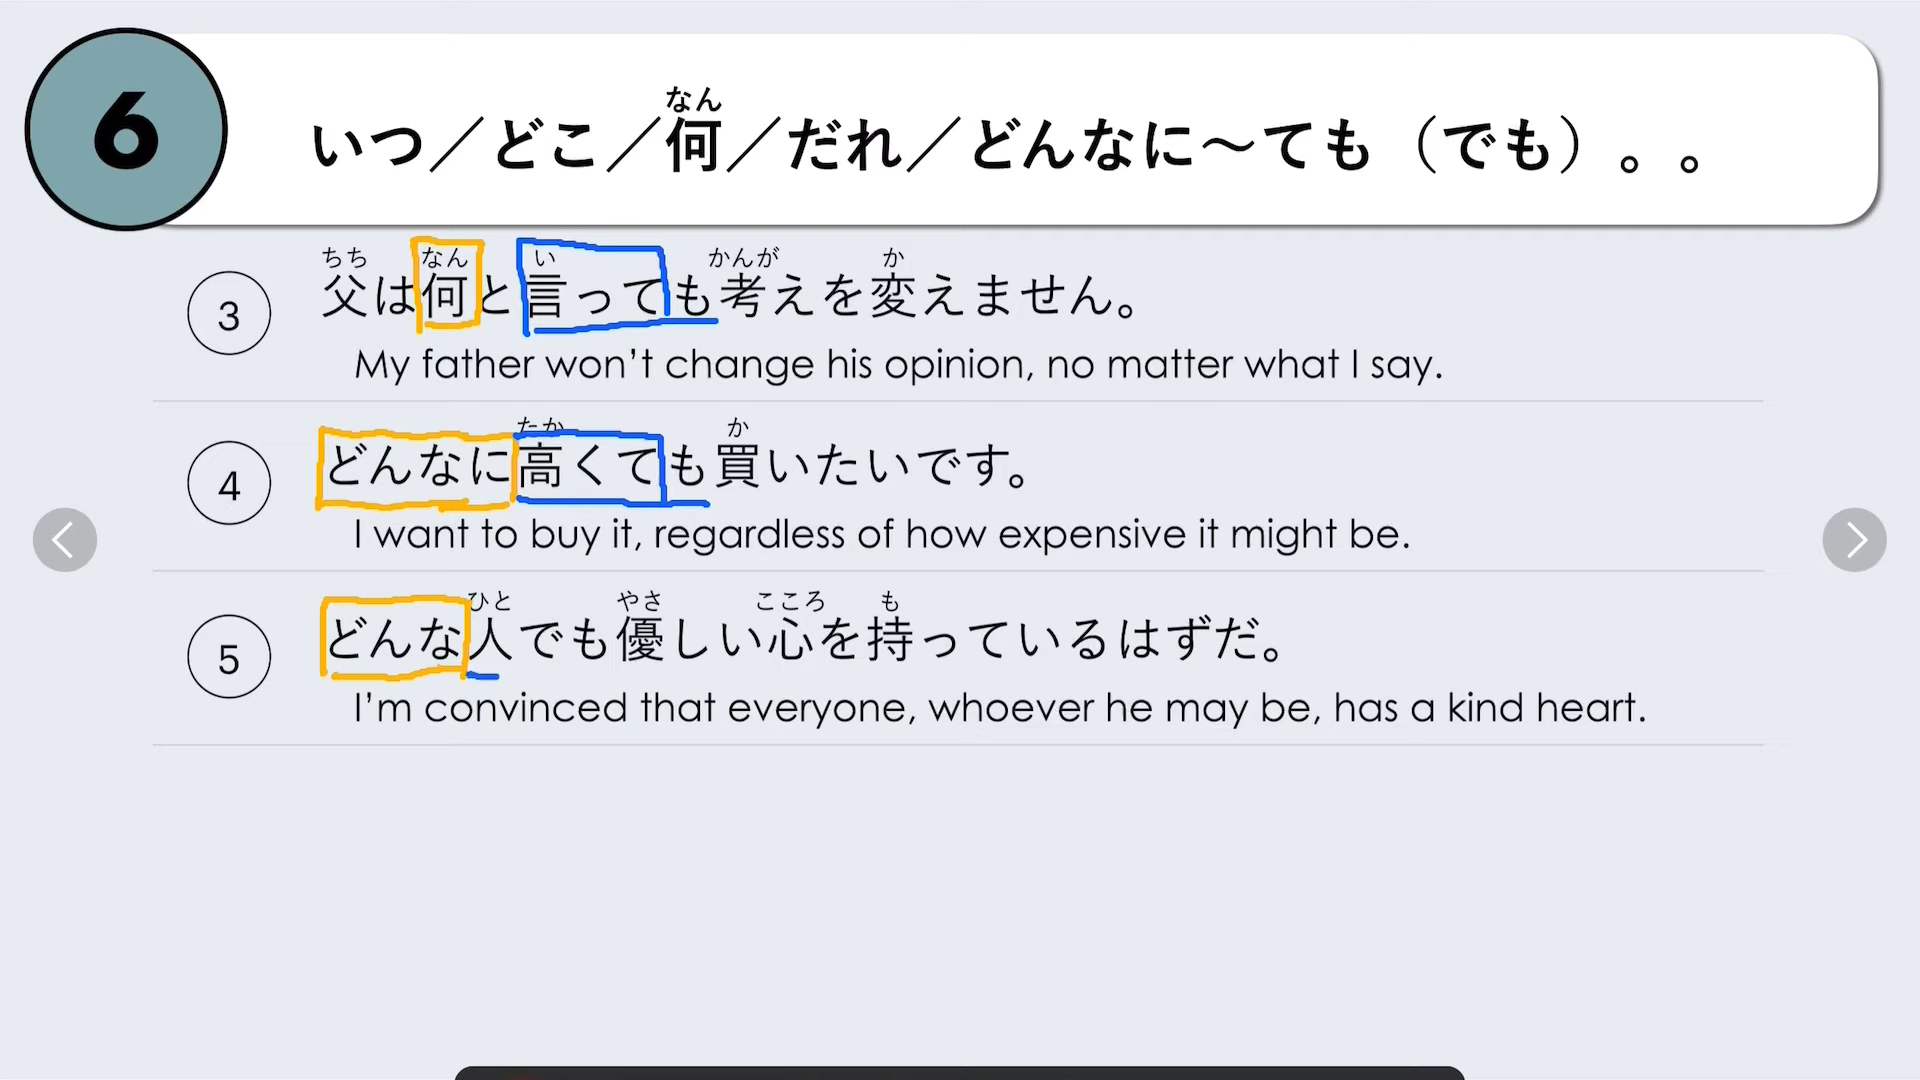 6
なん
いつ／どこ／何／だれ／どんなに～ても（でも）。。
ちち なん い かんが か
3 父は何と言っても考えを変えません。
My father won’t change his opinion, no matter what I say.
たか か
4 どんなに高くても買いたいです。
I want to buy it, regardless of how expensive it might be.
ひと やさ こころ も
5 どんな人でも優しい心を持っているはずだ。
I’m convinced that everyone, whoever he may be, has a kind heart.